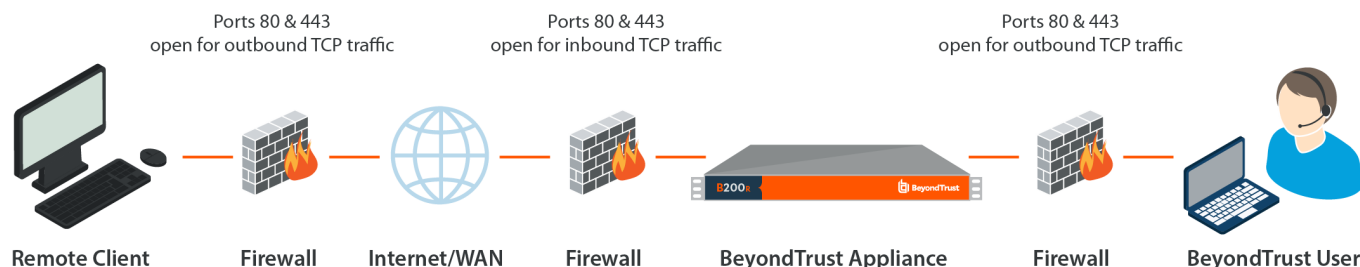 Ports 80 & 443
open for outbound TCP traffic
Ports 80 & 443
open for inbound TCP traffic
Ports 80 & 443
open for outbound TCP traffic
B200R
BeyondTrust
Remote Client
Firewall
Internet/WAN
Firewall
BeyondTrust Appliance
Firewall
BeyondTrust User